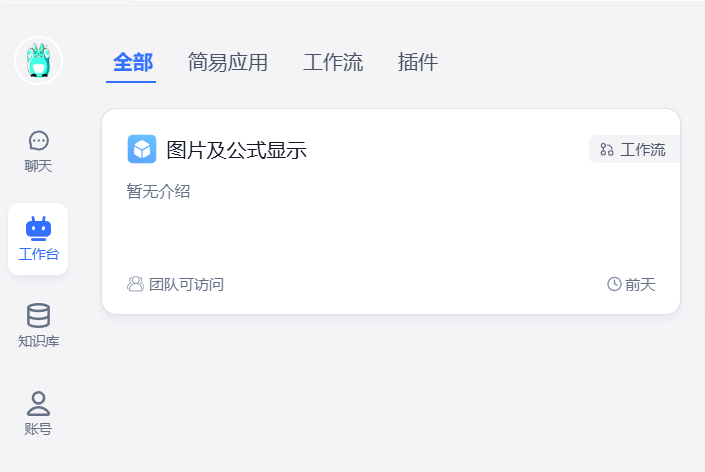 全部 简易应用 工作流 插件
图片及公式显示 工作流
聊天
暂无介绍
工作台
团队可访问 前天
知识库
账号